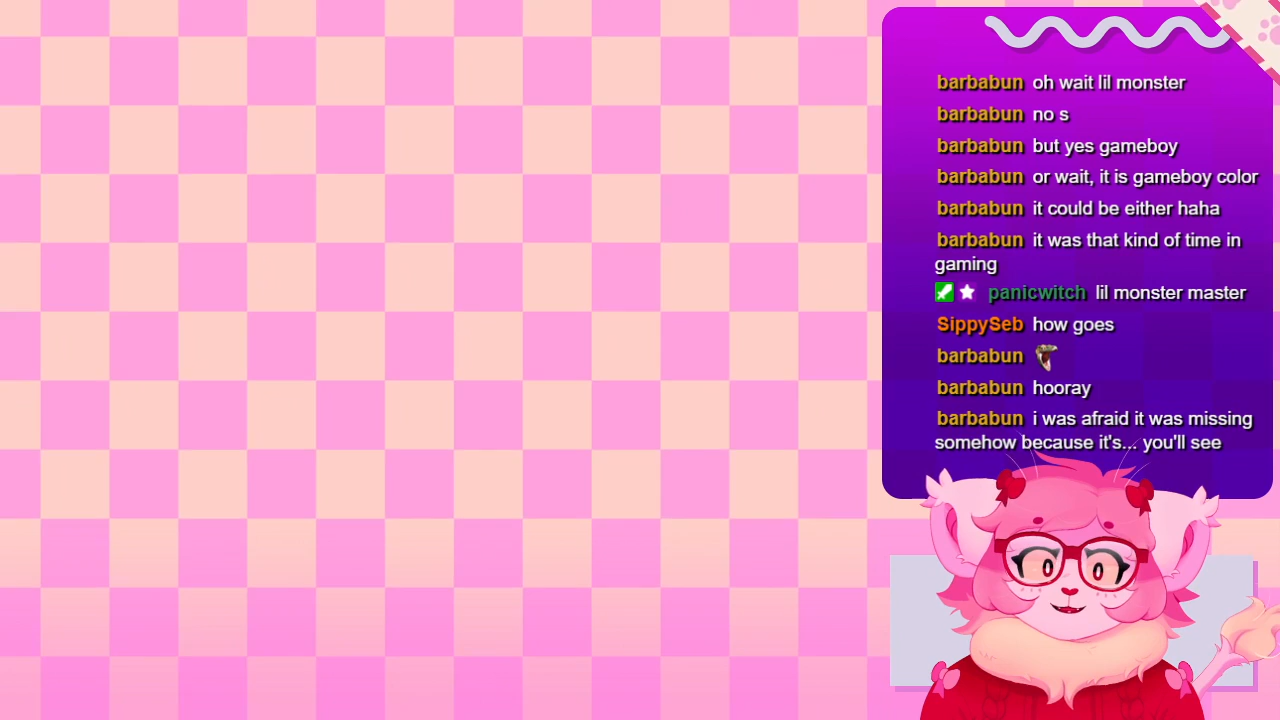 barbabun oh wait lil monster
barbabun no s
barbabun but yes gameboy
barbabun or wait, it is gameboy color
barbabun it could be either haha
barbabun it was that kind of time in
gaming
panicwitch lil monster master
SippySeb how goes
barbabun
barbabun hooray
barbabun i was afraid it was missing
somehow because it's... you'll see